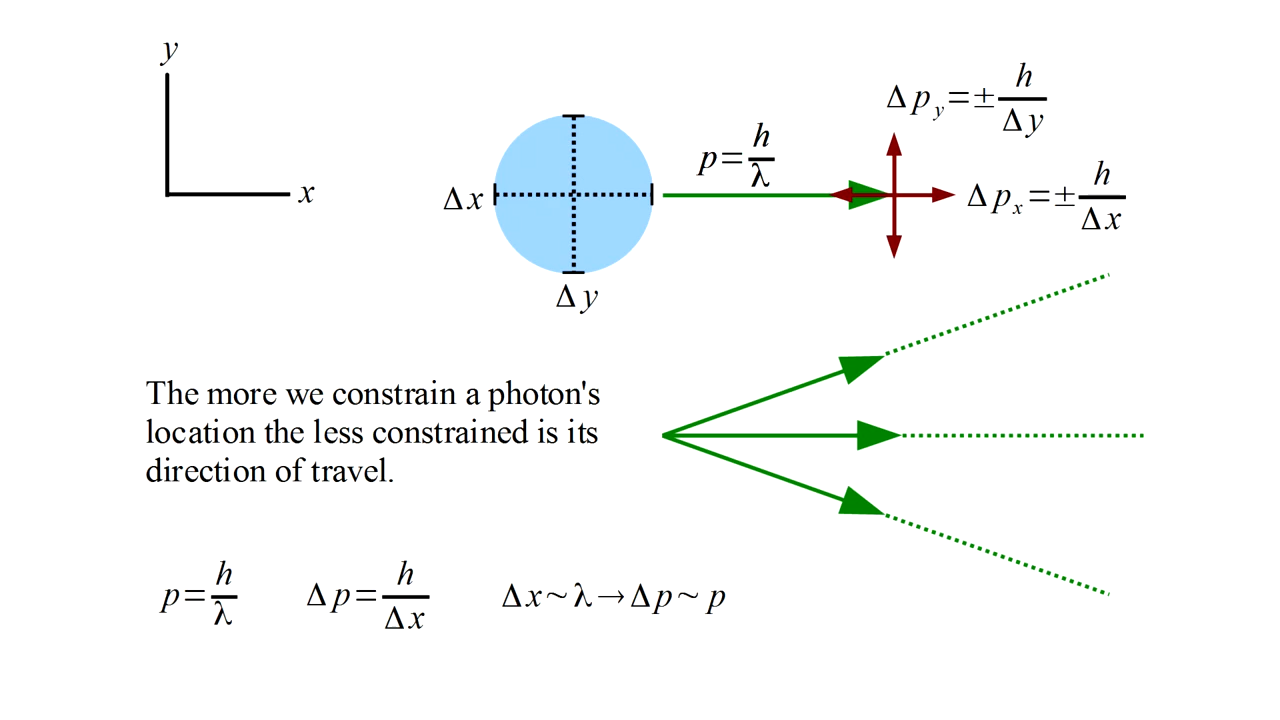 y
x
Δx
Δy
p=h/λ
Δp_y=±h/Δy
Δp_x=±h/Δx
The more we constrain a photon's
location the less constrained is its
direction of travel.
p=h/λ Δp=h/Δx Δx~λ→Δp~p